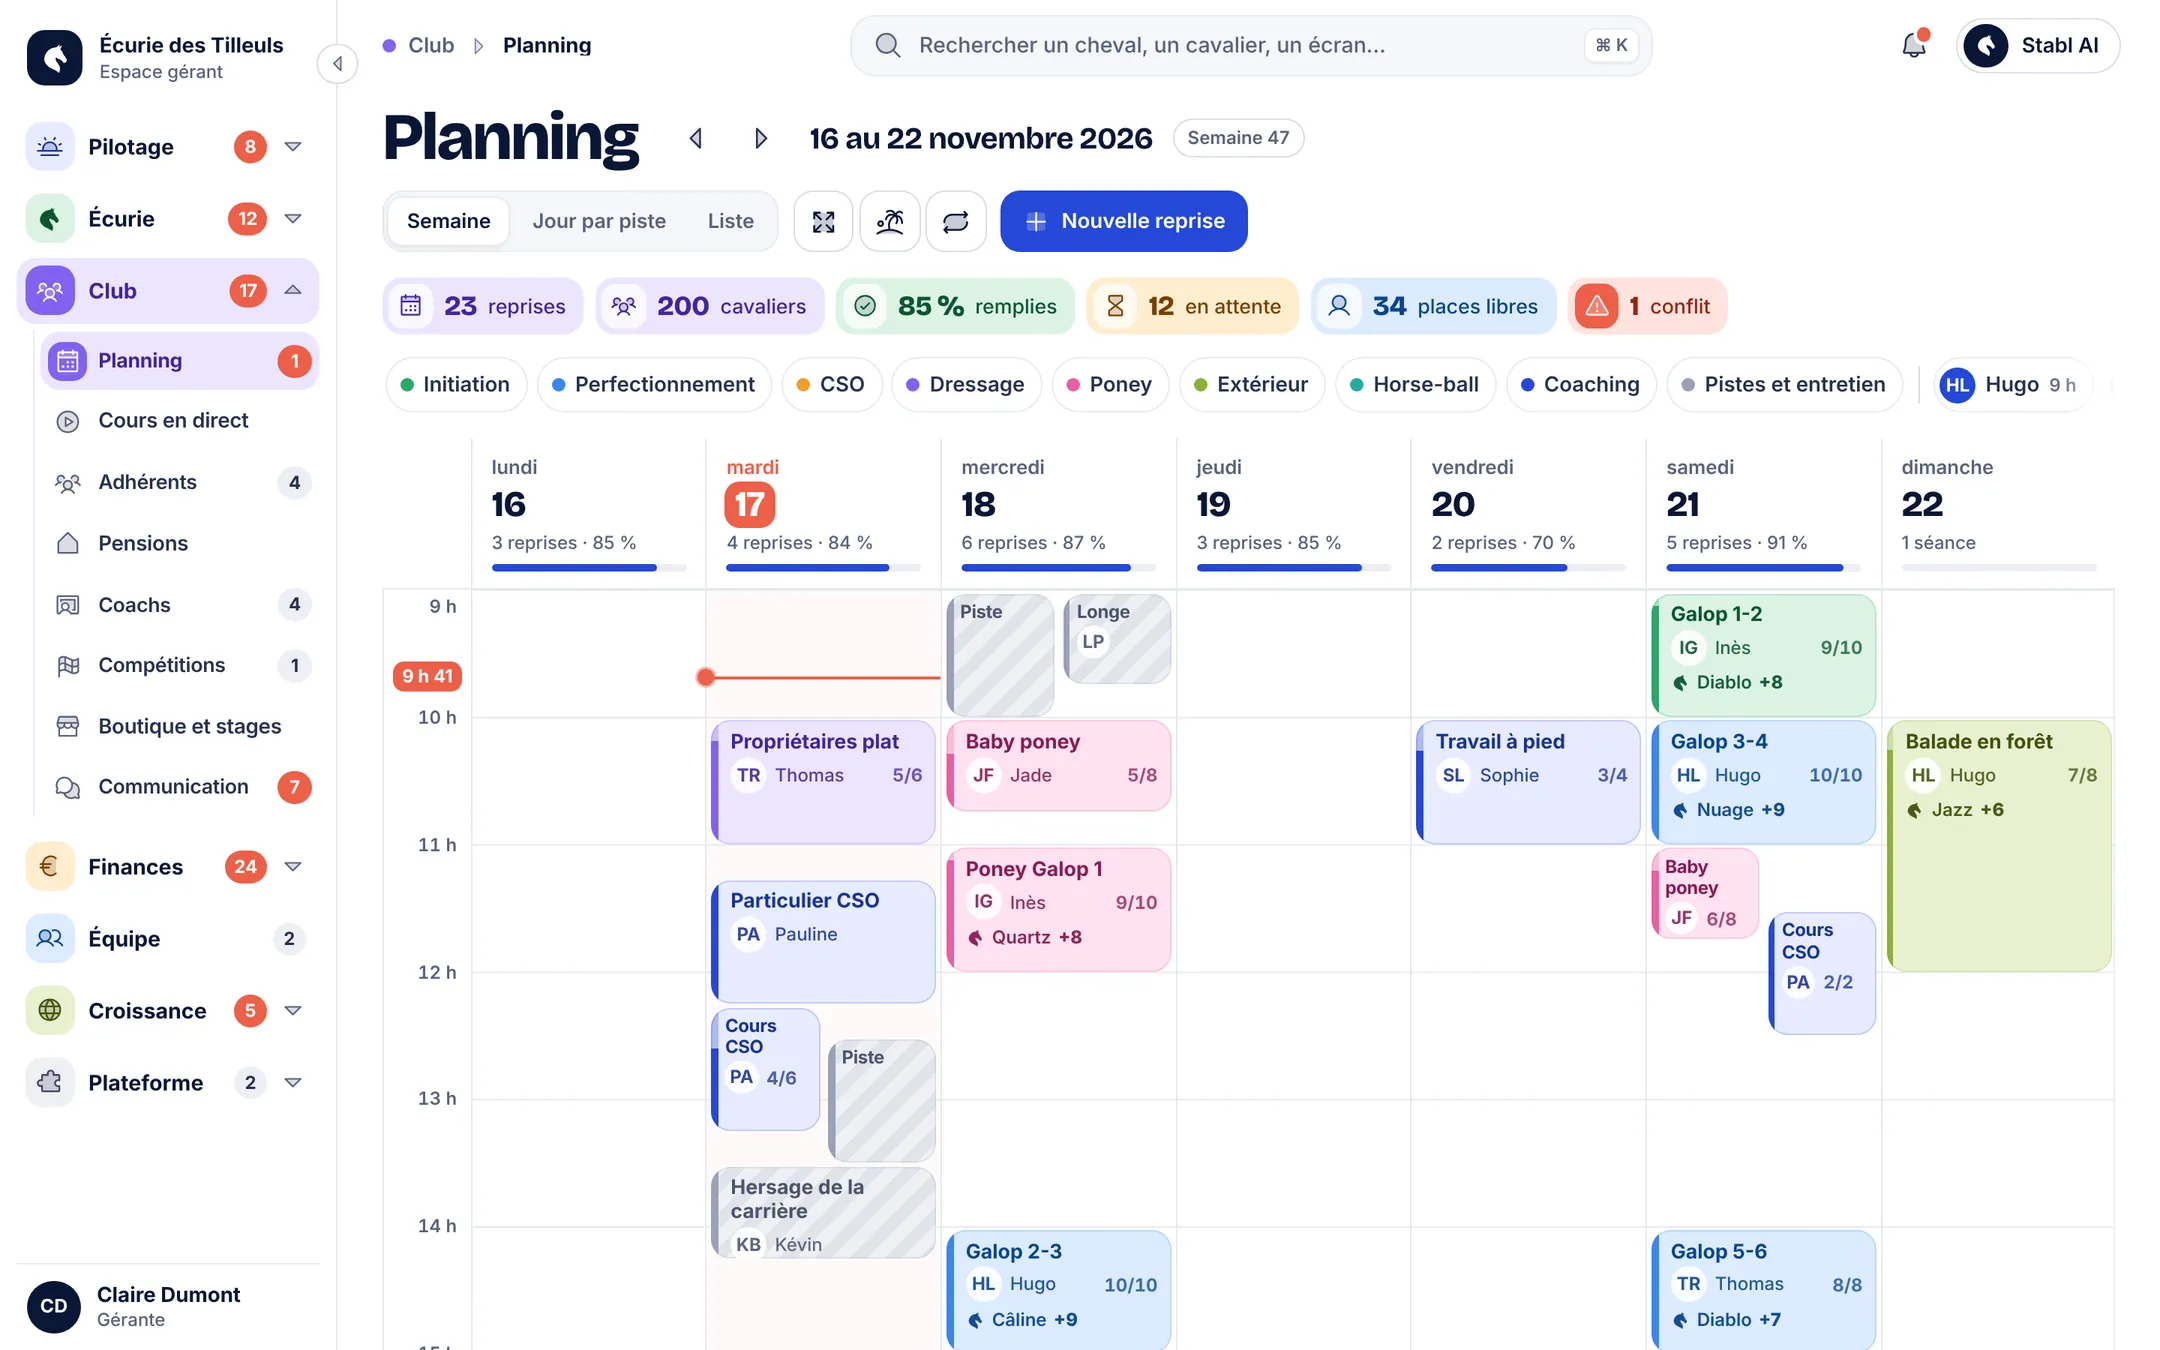 Écurie des Tilleuls
Espace gérant
Club
Planning
Rechercher un cheval, un cavalier, un écran...
⌘ K
Stabl AI
Pilotage 8
Écurie 12
Club 17
Planning 1
Cours en direct
Adhérents 4
Pensions
Coachs 4
Compétitions 1
Boutique et stages
Communication 7
Finances 24
Équipe 2
Croissance 5
Plateforme 2
CD
Claire Dumont
Gérante
Planning
16 au 22 novembre 2026
Semaine 47
Semaine
Jour par piste
Liste
Nouvelle reprise
23 reprises
200 cavaliers
85 % remplies
12 en attente
34 places libres
1 conflit
Initiation
Perfectionnement
CSO
Dressage
Poney
Extérieur
Horse-ball
Coaching
Pistes et entretien
HL Hugo 9 h
lundi
16
3 reprises · 85 %
mardi
17
4 reprises · 84 %
mercredi
18
6 reprises · 87 %
jeudi
19
3 reprises · 85 %
vendredi
20
2 reprises · 70 %
samedi
21
5 reprises · 91 %
dimanche
22
1 séance
9 h
9 h 41
10 h
11 h
12 h
13 h
14 h
Propriétaires plat
TR Thomas 5/6
Particulier CSO
PA Pauline
Cours
CSO
PA 4/6
Piste
Hersage de la
carrière
KB Kévin
Piste
Longe
LP
Baby poney
JF Jade 5/8
Poney Galop 1
IG Inès 9/10
Quartz +8
Galop 2-3
HL Hugo 10/10
Câline +9
Travail à pied
SL Sophie 3/4
Galop 1-2
IG Inès 9/10
Diablo +8
Galop 3-4
HL Hugo 10/10
Nuage +9
Baby
poney
JF 6/8
Cours
CSO
PA 2/2
Galop 5-6
TR Thomas 8/8
Diablo +7
Balade en forêt
HL Hugo 7/8
Jazz +6